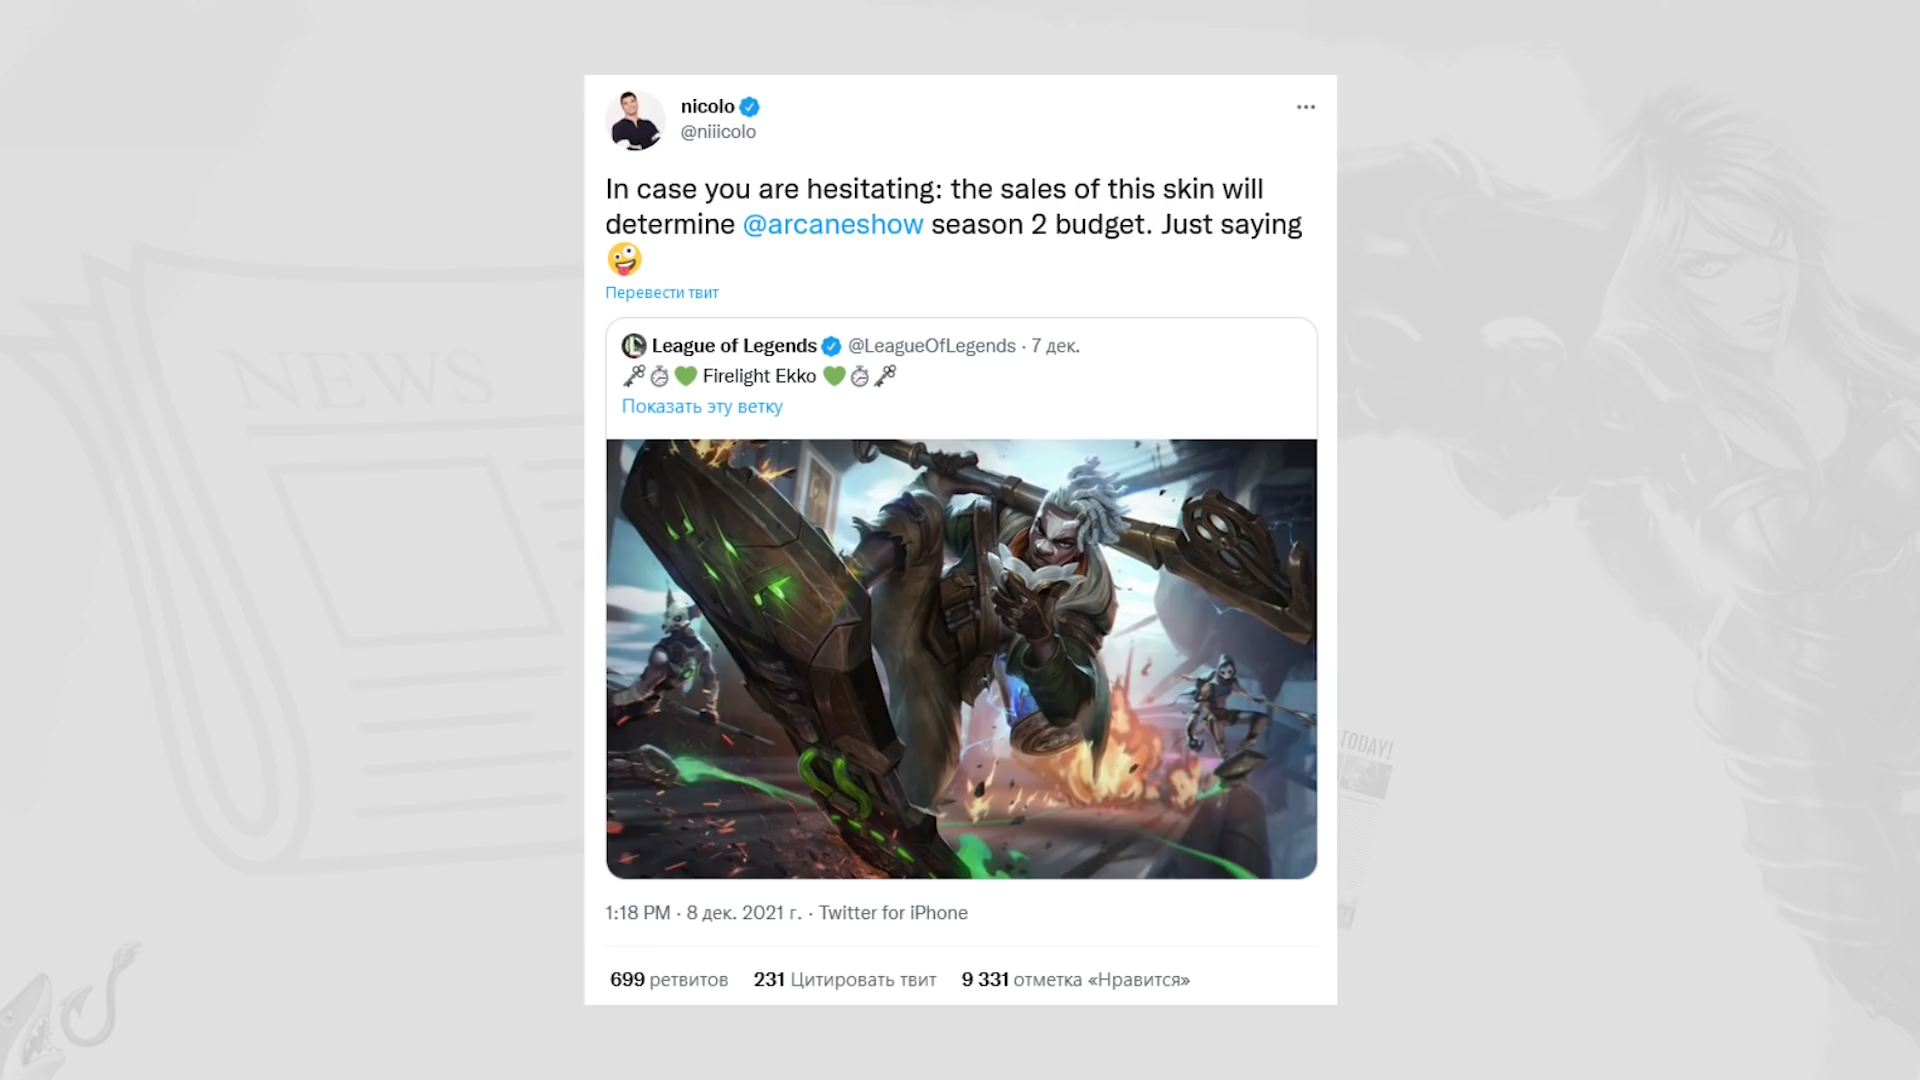 nicolo
@niiicolo
In case you are hesitating: the sales of this skin will
determine @arcaneshow season 2 budget. Just saying
🤪
Перевести твит
League of Legends @LeagueOfLegends · 7 дек.
🗝️⏱️💚 Firelight Ekko 💚⏱️🗝️
Показать эту ветку
1:18 PM · 8 дек. 2021 г. · Twitter for iPhone
699 ретвитов 231 Цитировать твит 9 331 отметка «Нравится»
NEWS
TODAY!